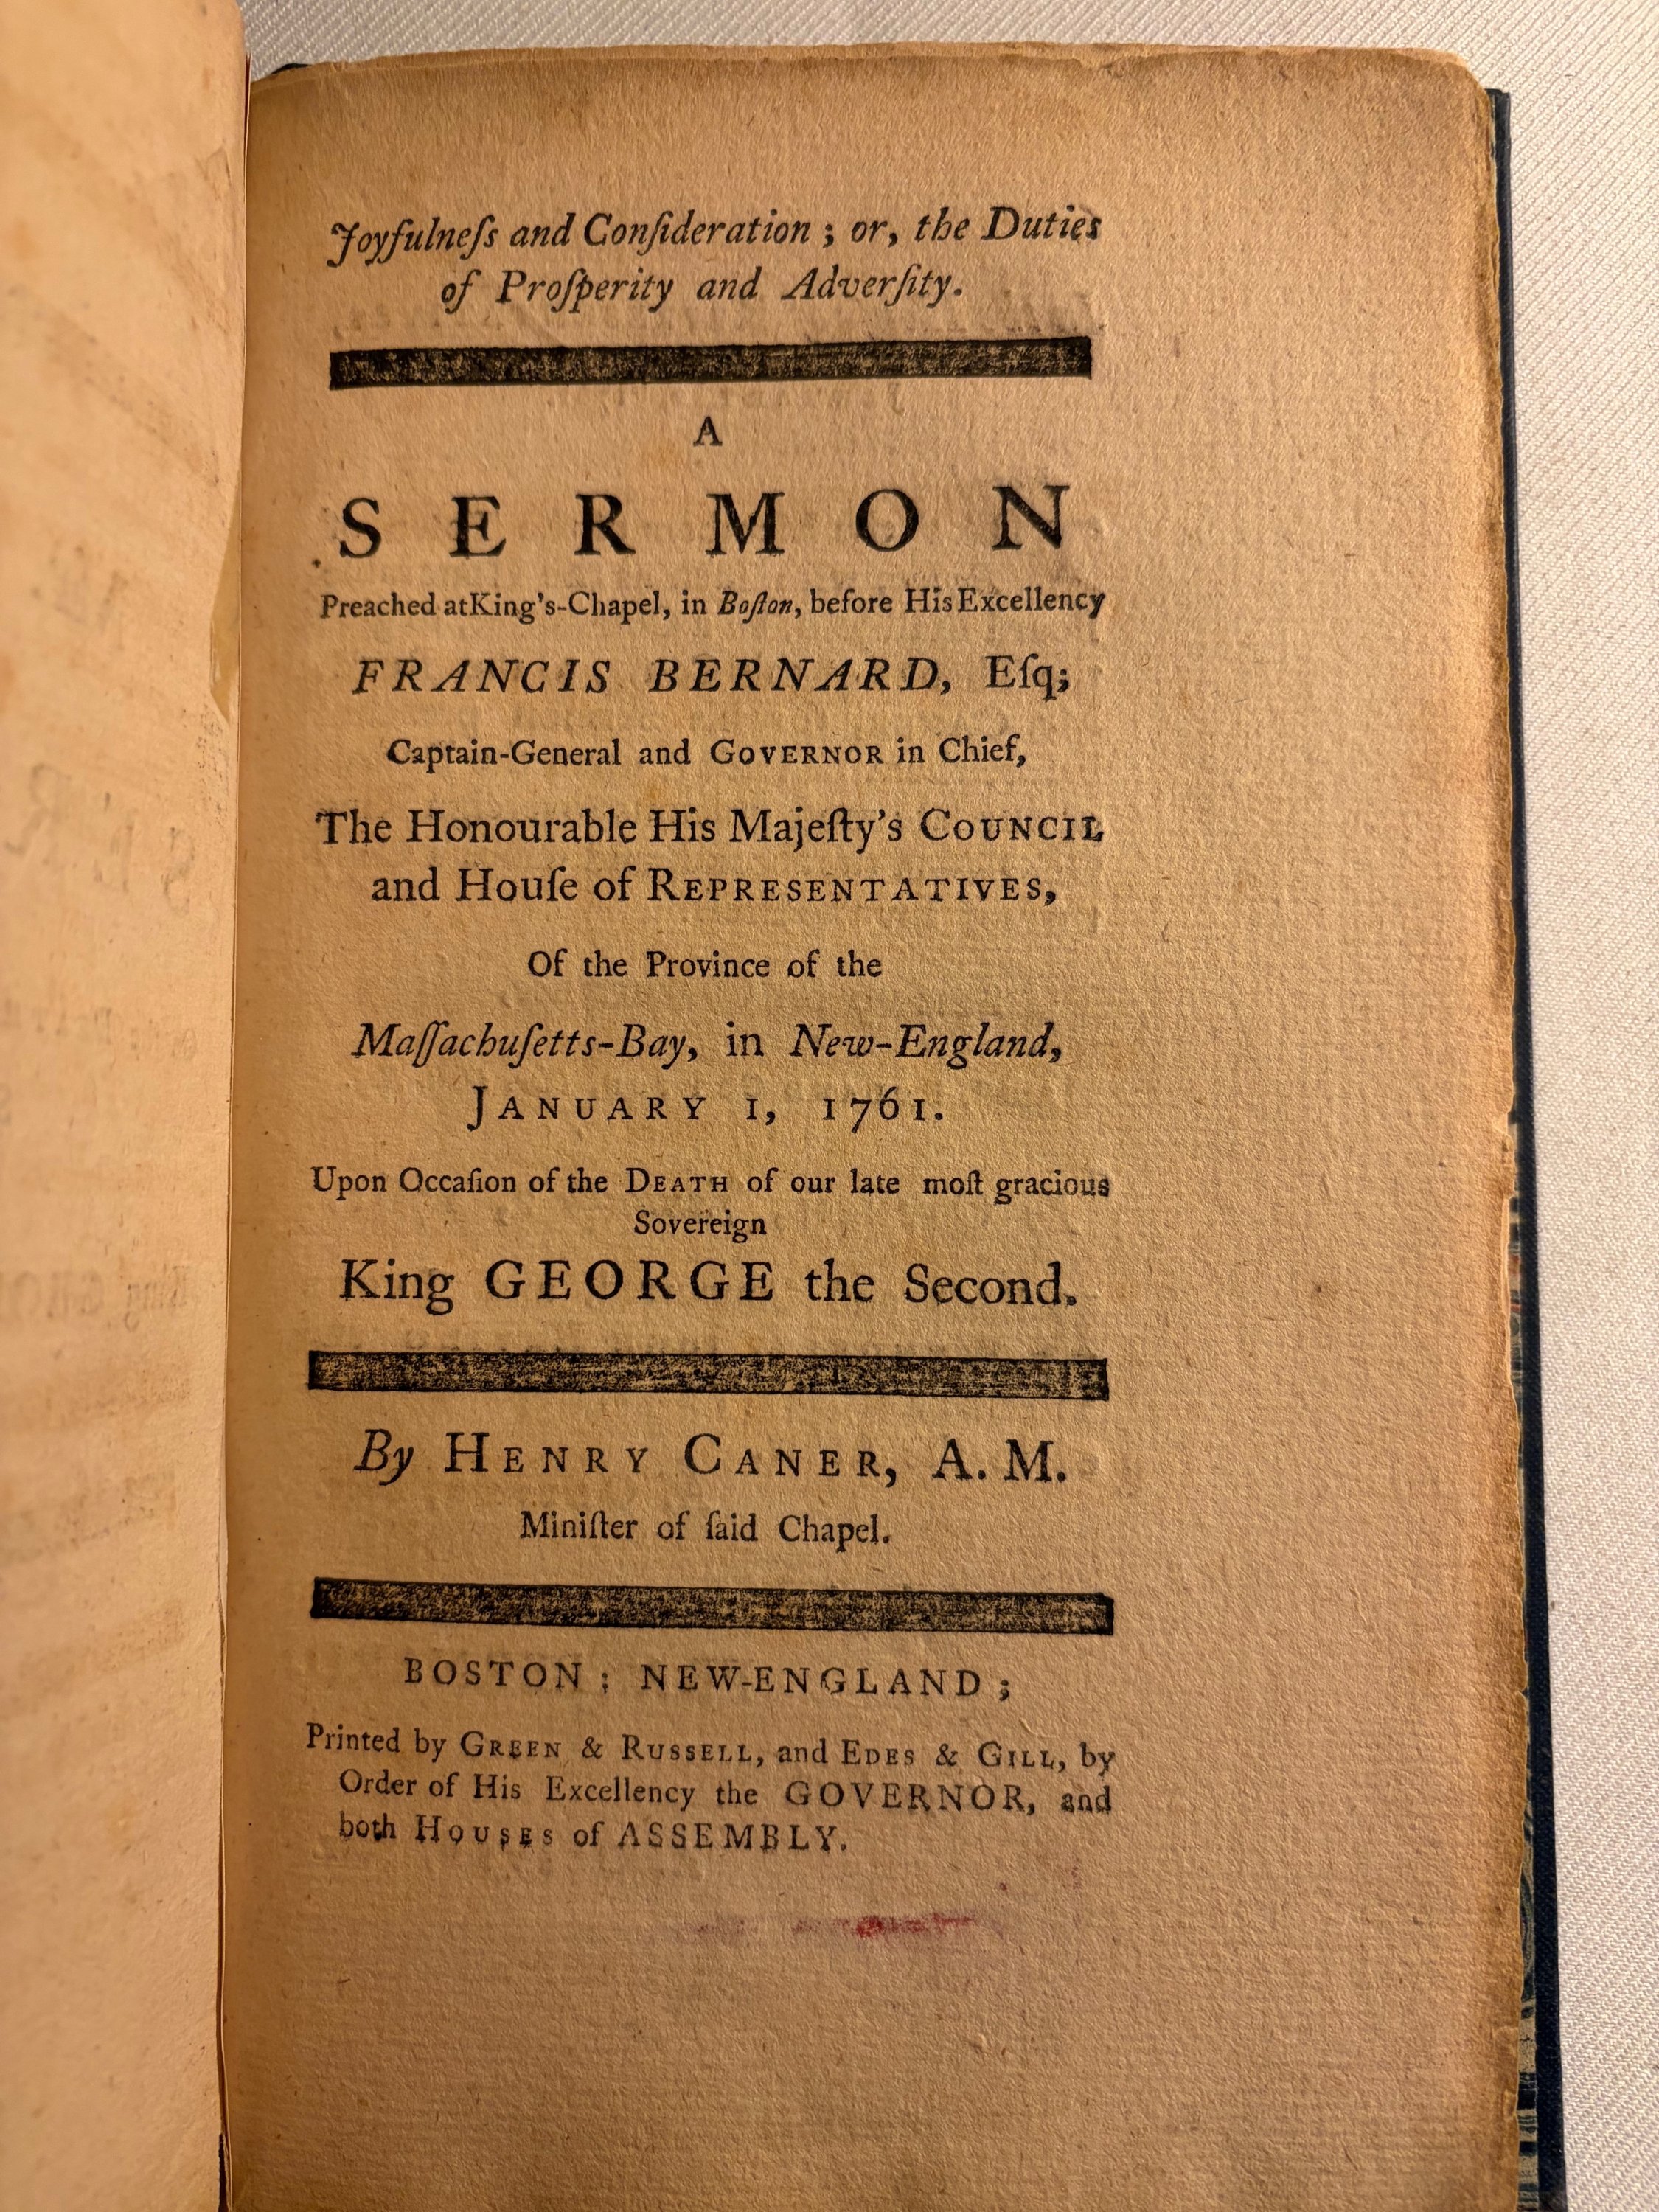 Joyfulneſs and Conſideration; or, the Duties
of Proſperity and Adverſity.
A
SERMON
Preached at King's-Chapel, in Boſton, before His Excellency
FRANCIS BERNARD, Eſq;
Captain-General and GOVERNOR in Chief,
The Honourable His Majeſty's COUNCIL
and Houſe of REPRESENTATIVES,
Of the Province of the
Maſſachuſetts-Bay, in New-England,
JANUARY 1, 1761.
Upon Occaſion of the DEATH of our late moſt gracious
Sovereign
King GEORGE the Second.
By HENRY CANER, A. M.
Miniſter of ſaid Chapel.
BOSTON: NEW-ENGLAND;
Printed by GREEN & RUSSELL, and EDES & GILL, by
Order of His Excellency the GOVERNOR, and
both HOUSES of ASSEMBLY.